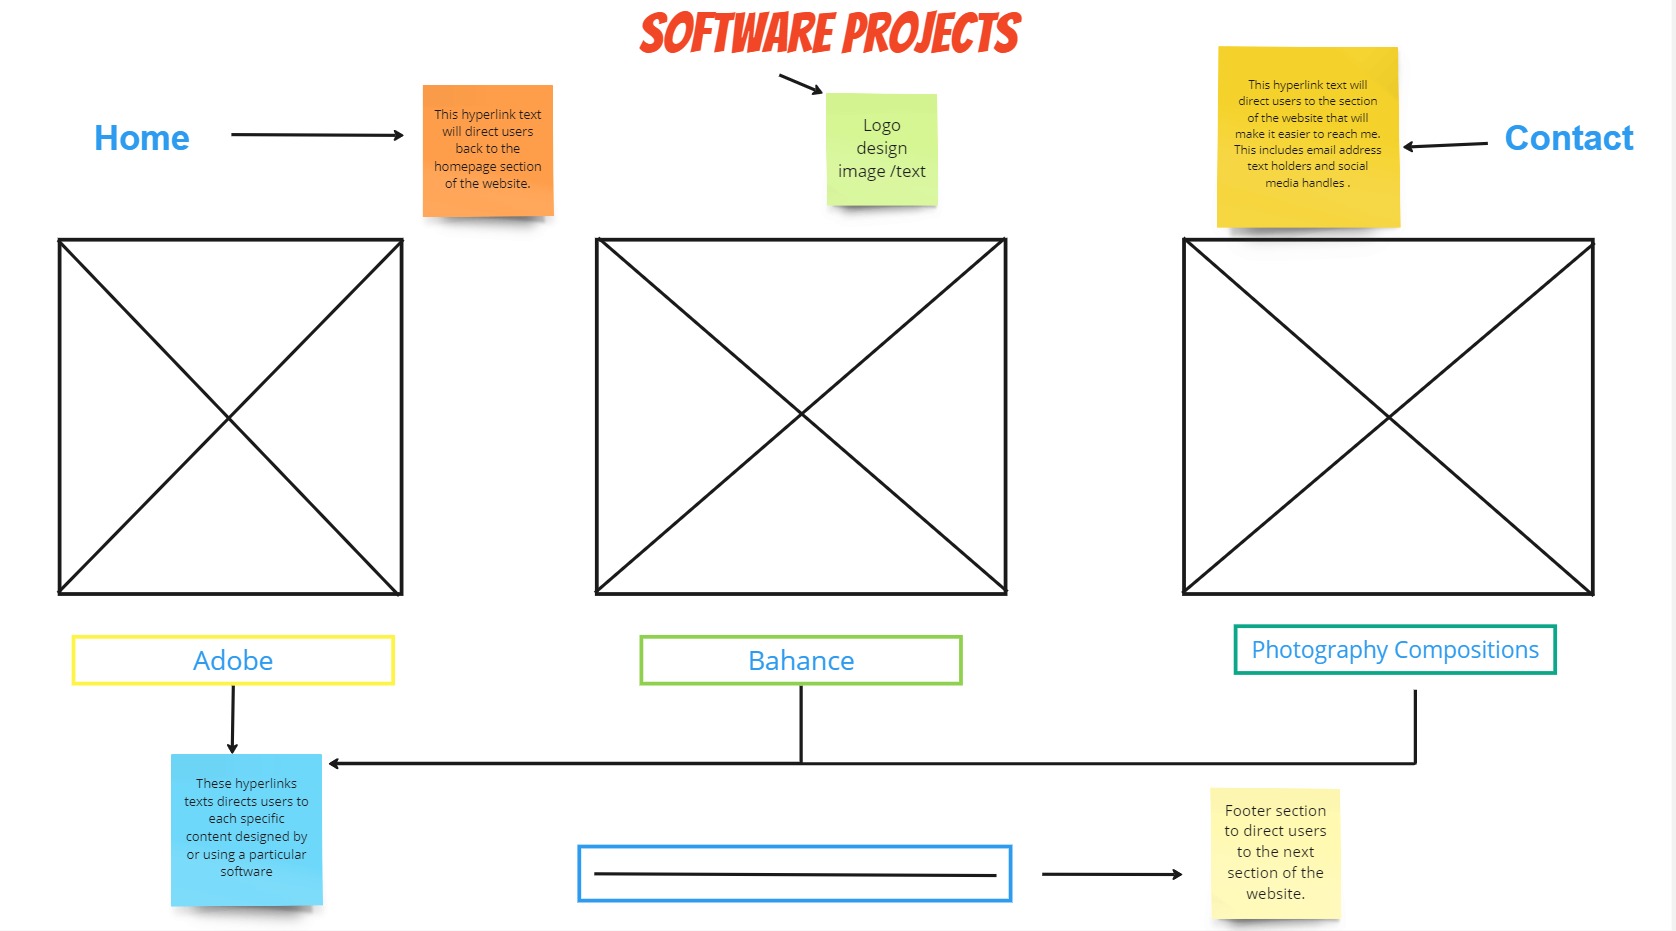 SOFTWARE PROJECTS
Home
This hyperlink text
will direct users
back to the
homepage section
of the website.
Logo
design
image /text
This hyperlink text will
direct users to the section
of the website that will
make it easier to reach me.
This includes email address
text holders and social
media handles .
Contact
Adobe
Bahance
Photography Compositions
These hyperlinks
texts directs users to
each specific
content designed by
or using a particular
software
Footer section
to direct users
to the next
section of the
website.